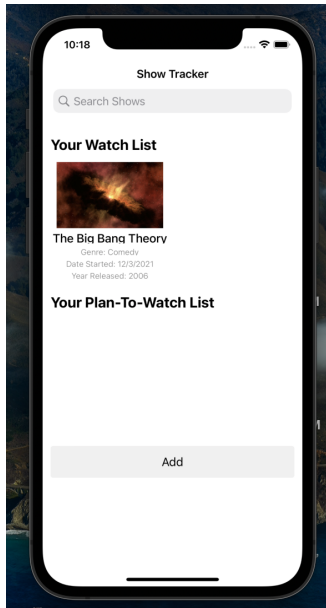 10:18
Show Tracker
Search Shows
Your Watch List
The Big Bang Theory
Genre: Comedy
Date Started: 12/3/2021
Year Released: 2006
Your Plan-To-Watch List
Add